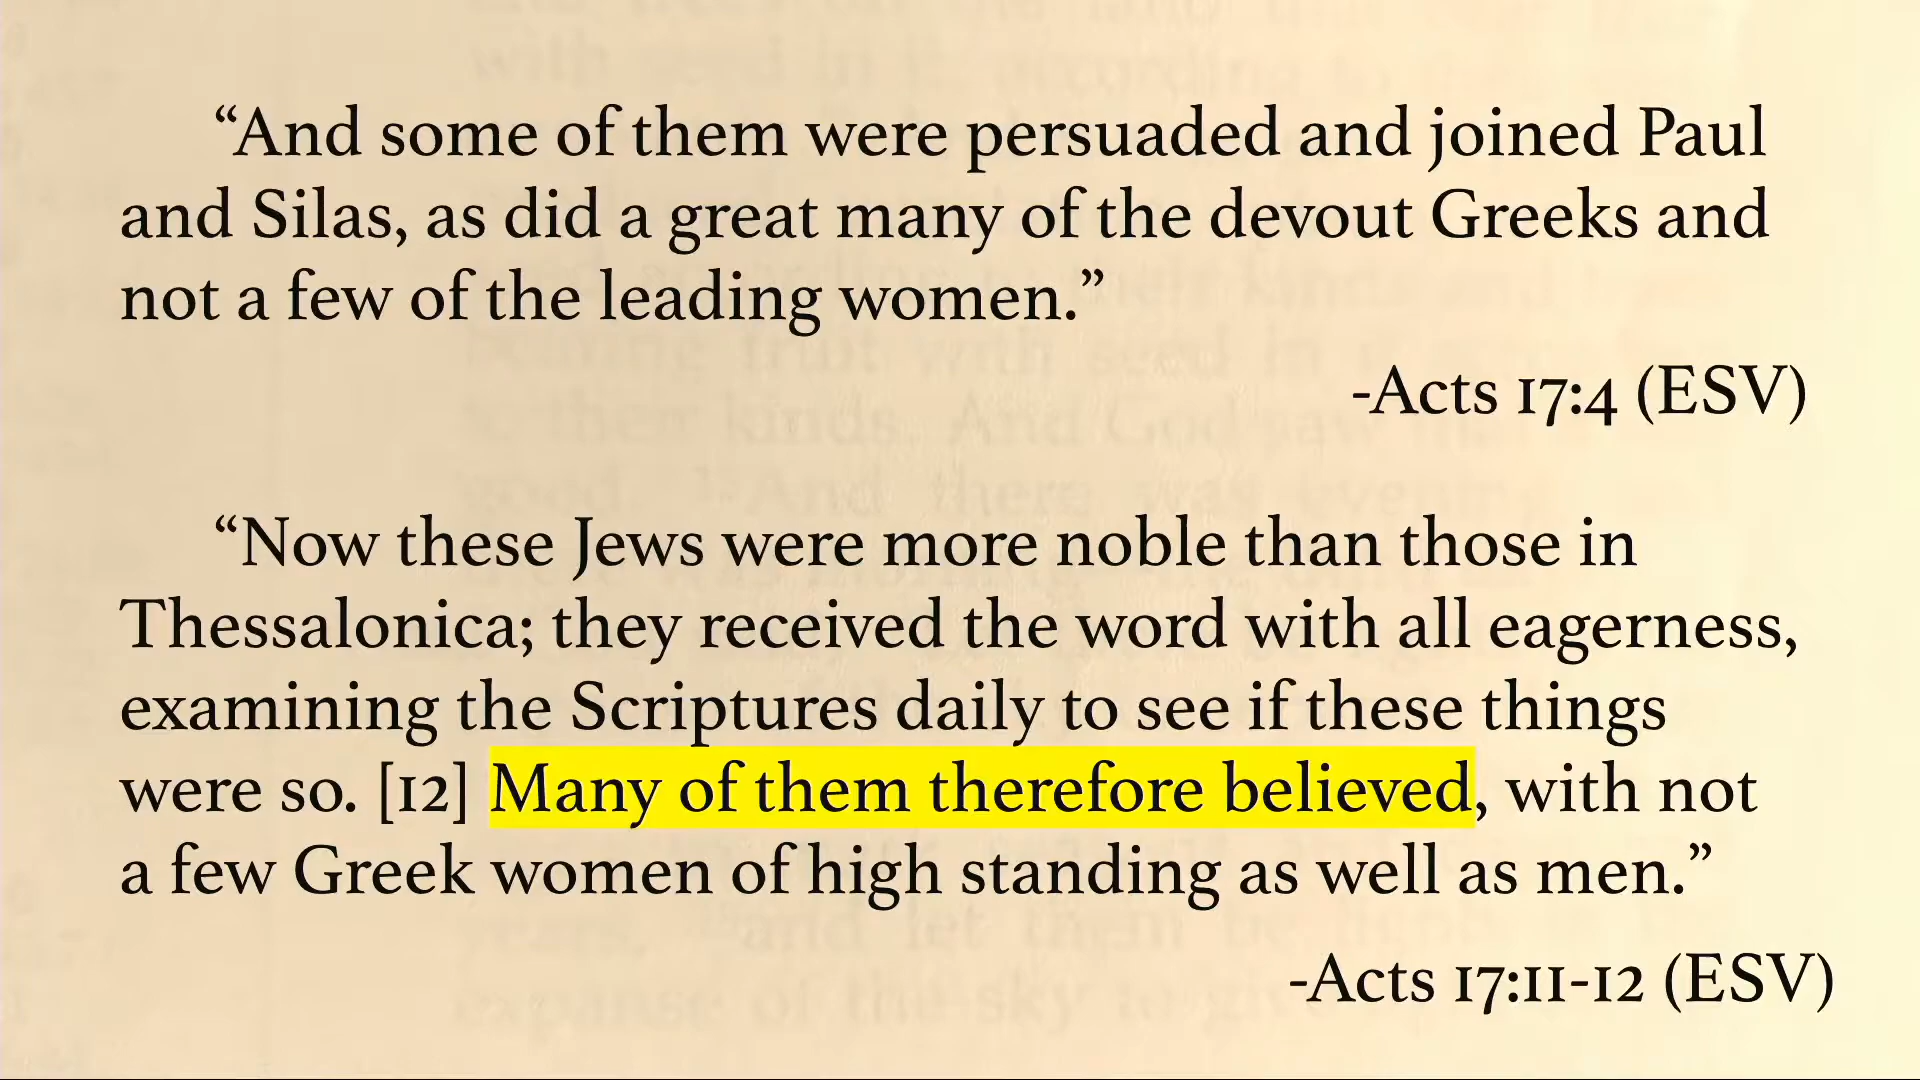 “And some of them were persuaded and joined Paul
and Silas, as did a great many of the devout Greeks and
not a few of the leading women.”
-Acts 17:4 (ESV)
“Now these Jews were more noble than those in
Thessalonica; they received the word with all eagerness,
examining the Scriptures daily to see if these things
were so. [12] Many of them therefore believed, with not
a few Greek women of high standing as well as men.”
-Acts 17:11-12 (ESV)